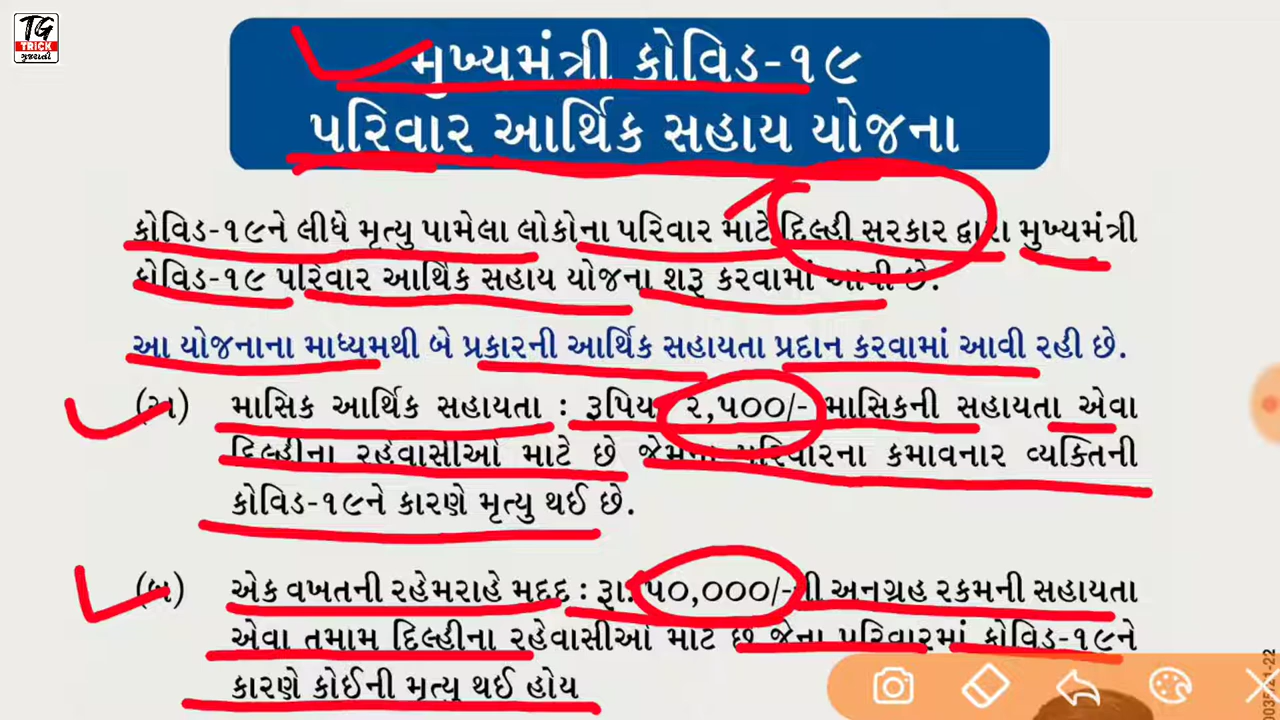 TG
TRICK
ગુજરાતી
મુખ્યમંત્રી કોવિડ-૧૯
પરિવાર આર્થિક સહાય યોજના
કોવિડ-૧૯ને લીધે મૃત્યુ પામેલા લોકોના પરિવાર માટે દિલ્હી સરકાર દ્વારા મુખ્યમંત્રી
કોવિડ-૧૯ પરિવાર આર્થિક સહાય યોજના શરૂ કરવામાં આવી છે.
આ યોજનાના માધ્યમથી બે પ્રકારની આર્થિક સહાયતા પ્રદાન કરવામાં આવી રહી છે.
(અ) માસિક આર્થિક સહાયતા : રૂપિયા ૨,૫૦૦/- માસિકની સહાયતા એવા
દિલ્હીના રહેવાસીઓ માટે છે જેમના પરિવારના કમાવનાર વ્યક્તિની
કોવિડ-૧૯ને કારણે મૃત્યુ થઈ છે.
(બ) એક વખતની રહેમરાહે મદદ : રૂા. ૫૦,૦૦૦/-ની અનગ્રહ રકમની સહાયતા
એવા તમામ દિલ્હીના રહેવાસીઓ માટે છે જેના પરિવારમાં કોવિડ-૧૯ને
કારણે કોઈની મૃત્યુ થઈ હોય